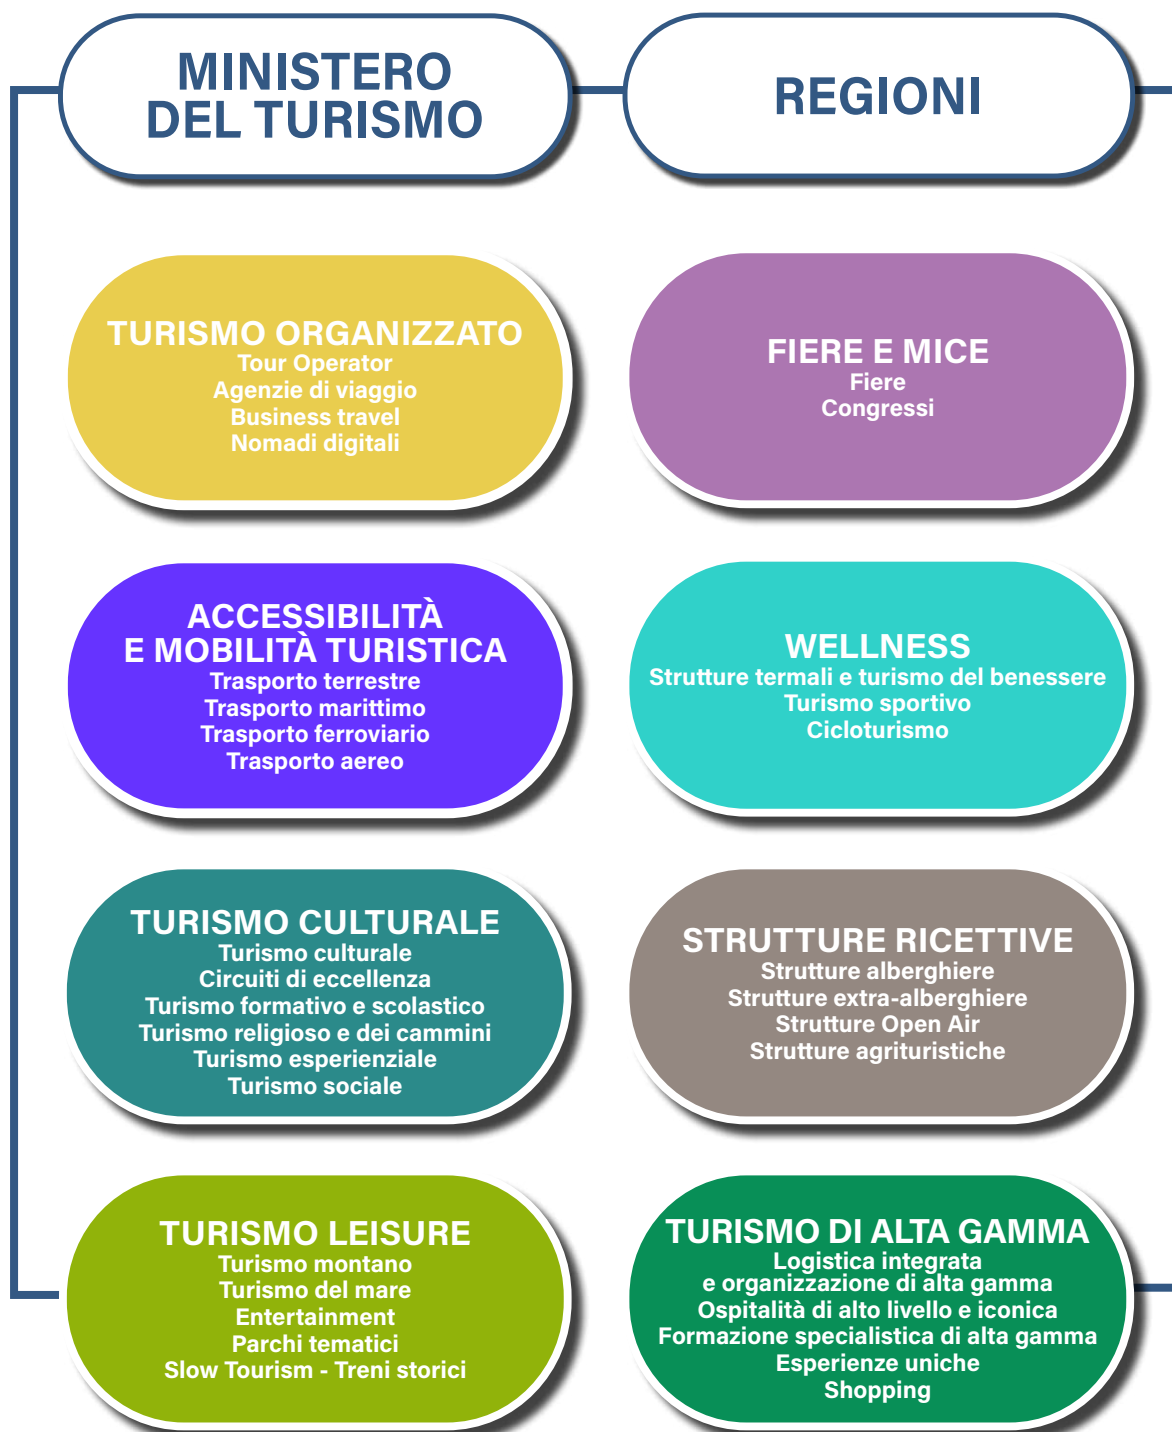 MINISTERO
DEL TURISMO
REGIONI
TURISMO ORGANIZZATO
Tour Operator
Agenzie di viaggio
Business travel
Nomadi digitali
FIERE E MICE
Fiere
Congressi
ACCESSIBILITÀ
E MOBILITÀ TURISTICA
Trasporto terrestre
Trasporto marittimo
Trasporto ferroviario
Trasporto aereo
WELLNESS
Strutture termali e turismo del benessere
Turismo sportivo
Cicloturismo
TURISMO CULTURALE
Turismo culturale
Circuiti di eccellenza
Turismo formativo e scolastico
Turismo religioso e dei cammini
Turismo esperienziale
Turismo sociale
STRUTTURE RICETTIVE
Strutture alberghiere
Strutture extra-alberghiere
Strutture Open Air
Strutture agrituristiche
TURISMO LEISURE
Turismo montano
Turismo del mare
Entertainment
Parchi tematici
Slow Tourism - Treni storici
TURISMO DI ALTA GAMMA
Logistica integrata
e organizzazione di alta gamma
Ospitalità di alto livello e iconica
Formazione specialistica di alta gamma
Esperienze uniche
Shopping